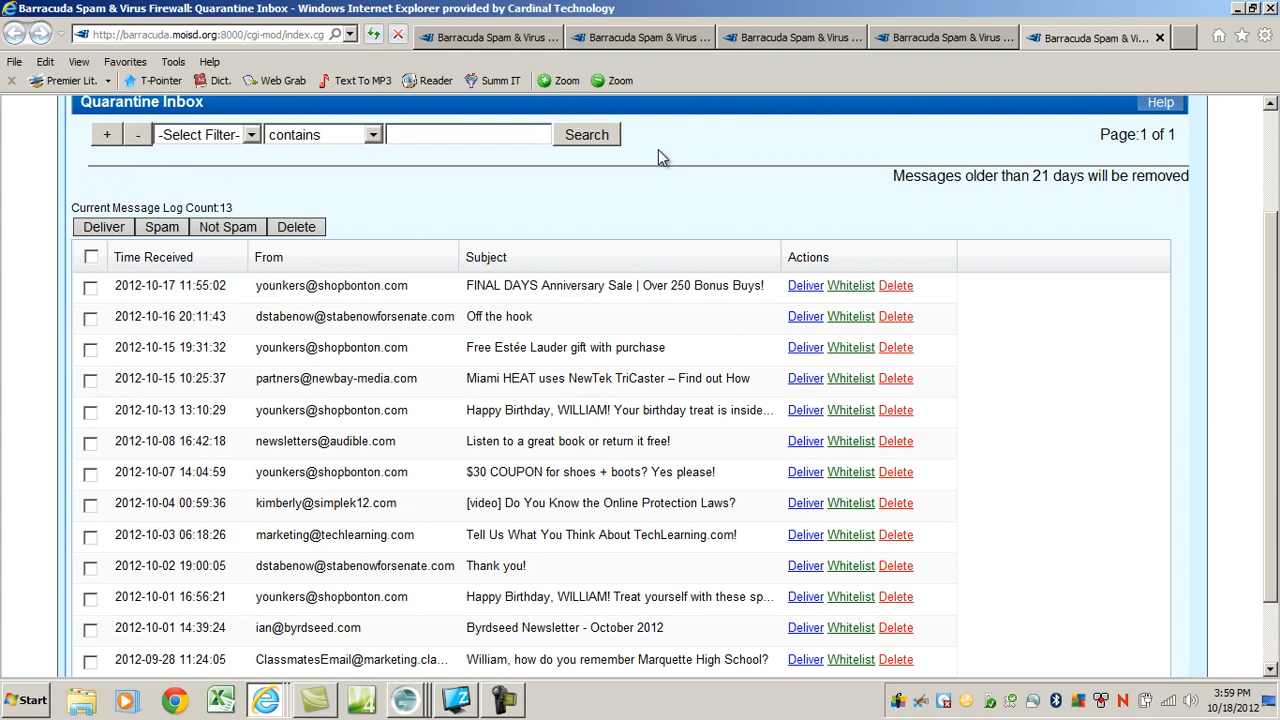 Barracuda Spam & Virus Firewall: Quarantine Inbox - Windows Internet Explorer provided by Cardinal Technology
http://barracuda.moisd.org:8000/cgi-mod/index.cg
Barracuda Spam & Virus ... Barracuda Spam & Virus ... Barracuda Spam & Virus ... Barracuda Spam & Virus ... Barracuda Spam & Vi...
File Edit View Favorites Tools Help
Premier Lit. T-Pointer Dict. Web Grab Text To MP3 Reader Summ IT Zoom Zoom
Quarantine Inbox Help
+ - -Select Filter- contains Search Page:1 of 1
Messages older than 21 days will be removed
Current Message Log Count:13
Deliver Spam Not Spam Delete
Time Received From Subject Actions
2012-10-17 11:55:02 younkers@shopbonton.com FINAL DAYS Anniversary Sale | Over 250 Bonus Buys! Deliver Whitelist Delete
2012-10-16 20:11:43 dstabenow@stabenowforsenate.com Off the hook Deliver Whitelist Delete
2012-10-15 19:31:32 younkers@shopbonton.com Free Estée Lauder gift with purchase Deliver Whitelist Delete
2012-10-15 10:25:37 partners@newbay-media.com Miami HEAT uses NewTek TriCaster – Find out How Deliver Whitelist Delete
2012-10-13 13:10:29 younkers@shopbonton.com Happy Birthday, WILLIAM! Your birthday treat is inside... Deliver Whitelist Delete
2012-10-08 16:42:18 newsletters@audible.com Listen to a great book or return it free! Deliver Whitelist Delete
2012-10-07 14:04:59 younkers@shopbonton.com $30 COUPON for shoes + boots? Yes please! Deliver Whitelist Delete
2012-10-04 00:59:36 kimberly@simplek12.com [video] Do You Know the Online Protection Laws? Deliver Whitelist Delete
2012-10-03 06:18:26 marketing@techlearning.com Tell Us What You Think About TechLearning.com! Deliver Whitelist Delete
2012-10-02 19:00:05 dstabenow@stabenowforsenate.com Thank you! Deliver Whitelist Delete
2012-10-01 16:56:21 younkers@shopbonton.com Happy Birthday, WILLIAM! Treat yourself with these sp... Deliver Whitelist Delete
2012-10-01 14:39:24 ian@byrdseed.com Byrdseed Newsletter - October 2012 Deliver Whitelist Delete
2012-09-28 11:24:05 ClassmatesEmail@marketing.cla... William, how do you remember Marquette High School? Deliver Whitelist Delete
Start 3:59 PM
10/18/2012